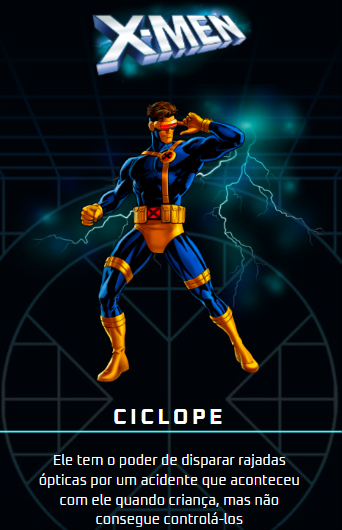 X-MEN
CICLOPE
Ele tem o poder de disparar rajadas
ópticas por um acidente que aconteceu
com ele quando criança, mas não
consegue controlá-los